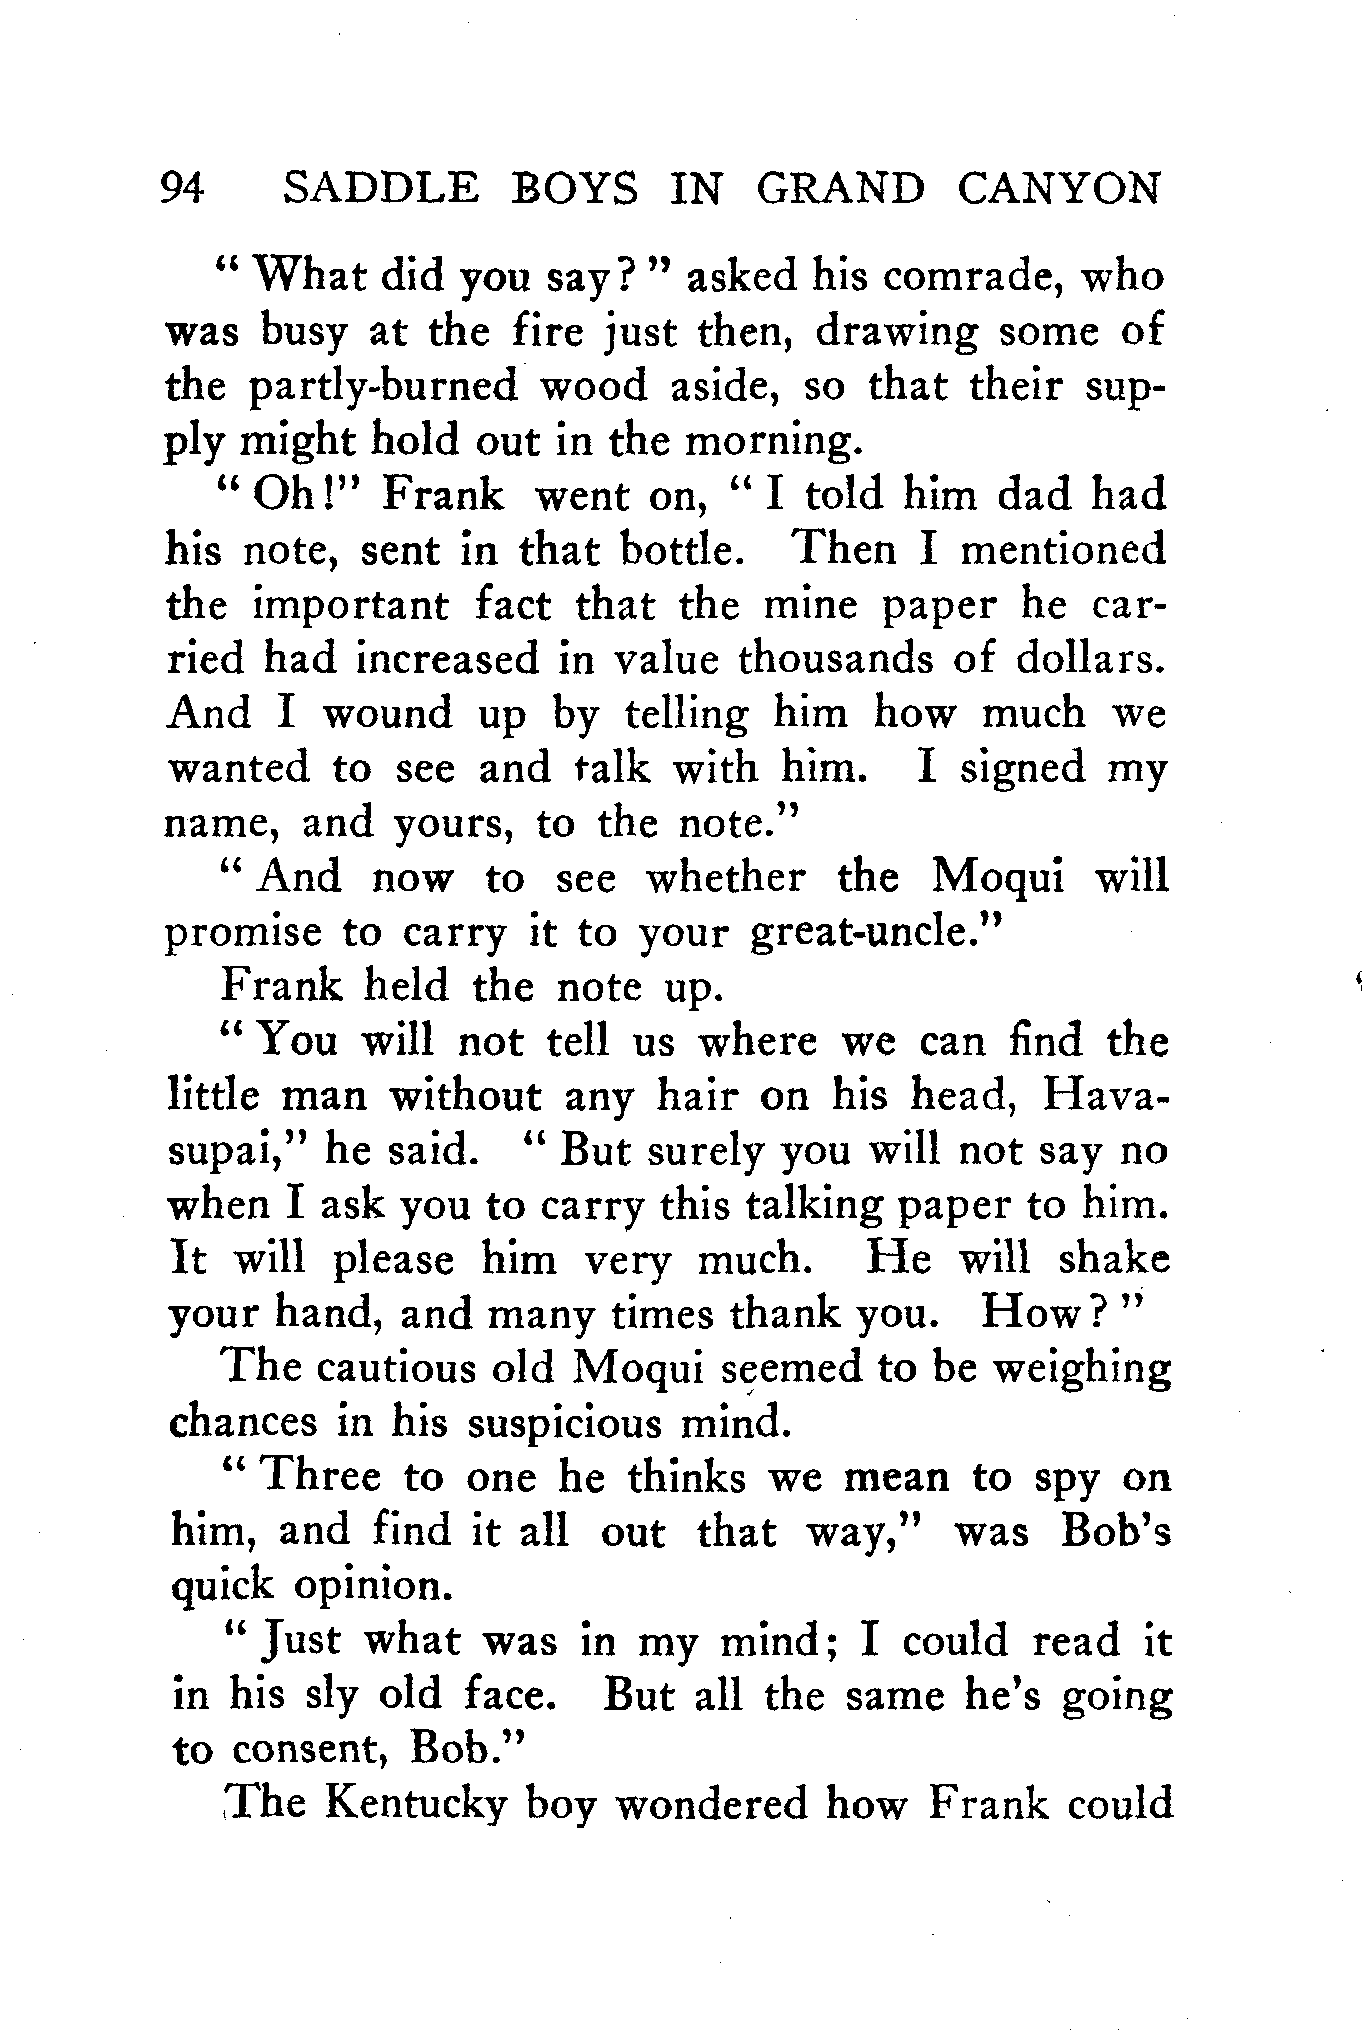 94 SADDLE BOYS IN GRAND CANYON
" What did you say? " asked his comrade, who
was busy at the fire just then, drawing some of
the partly-burned wood aside, so that their sup-
ply might hold out in the morning.
" Oh!" Frank went on, " I told him dad had
his note, sent in that bottle. Then I mentioned
the important fact that the mine paper he car-
ried had increased in value thousands of dollars.
And I wound up by telling him how much we
wanted to see and talk with him. I signed my
name, and yours, to the note."
" And now to see whether the Moqui will
promise to carry it to your great-uncle."
Frank held the note up.
" You will not tell us where we can find the
little man without any hair on his head, Hava-
supai," he said. " But surely you will not say no
when I ask you to carry this talking paper to him.
It will please him very much. He will shake
your hand, and many times thank you. How? "
The cautious old Moqui seemed to be weighing
chances in his suspicious mind.
" Three to one he thinks we mean to spy on
him, and find it all out that way," was Bob's
quick opinion.
" Just what was in my mind; I could read it
in his sly old face. But all the same he's going
to consent, Bob."
The Kentucky boy wondered how Frank could